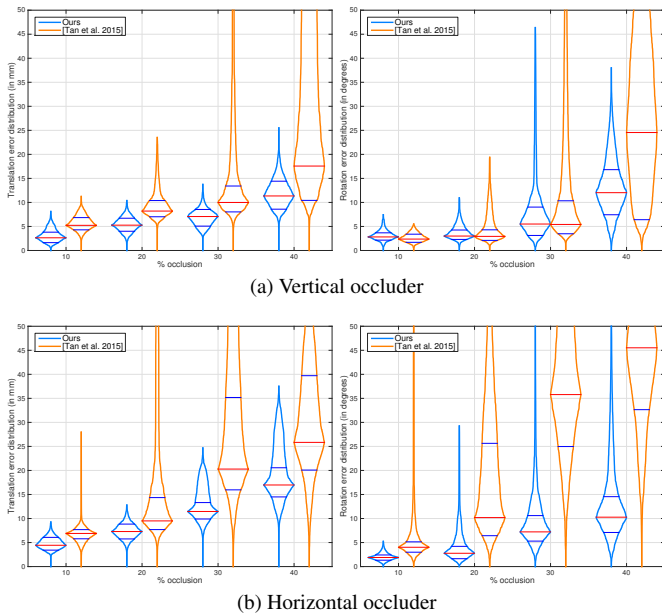 Ours
[Tan et al. 2015]
Translation error distribution (in mm)
50
45
40
35
30
25
20
15
10
5
0
10 20 30 40
% occlusion
Ours
[Tan et al. 2015]
Rotation error distribution (in degrees)
50
45
40
35
30
25
20
15
10
5
0
10 20 30 40
% occlusion
(a) Vertical occluder
Ours
[Tan et al. 2015]
Translation error distribution (in mm)
50
45
40
35
30
25
20
15
10
5
0
10 20 30 40
% occlusion
Ours
[Tan et al. 2015]
Rotation error distribution (in degrees)
50
45
40
35
30
25
20
15
10
5
0
10 20 30 40
% occlusion
(b) Horizontal occluder